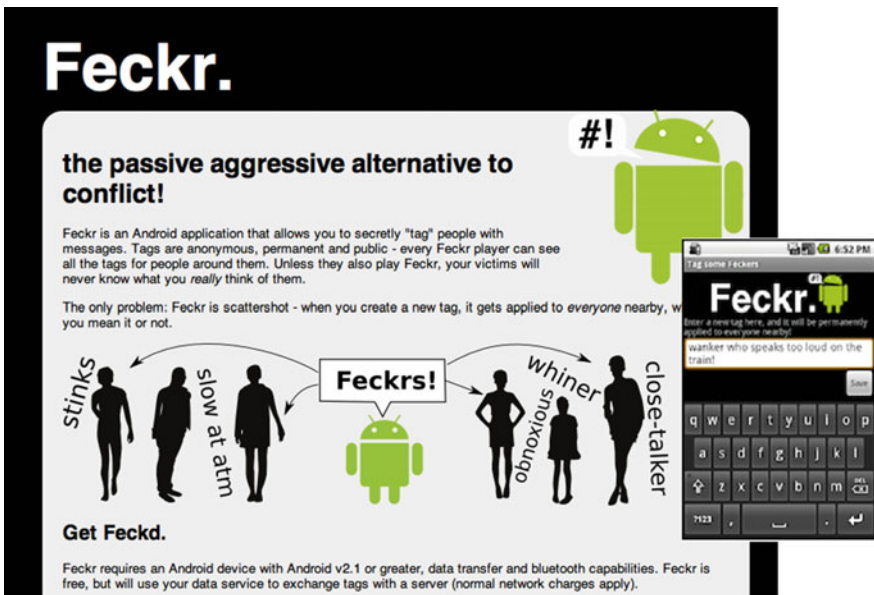 Feckr.
#!
the passive aggressive alternative to
conflict!
Feckr is an Android application that allows you to secretly "tag" people with
messages. Tags are anonymous, permanent and public - every Feckr player can see
all the tags for people around them. Unless they also play Feckr, your victims will
never know what you really think of them.
The only problem: Feckr is scattershot - when you create a new tag, it gets applied to everyone nearby, w
you mean it or not.
stinks
slow at atm
Feckrs!
whiner
obnoxious
close-talker
Get Feckd.
Feckr requires an Android device with Android v2.1 or greater, data transfer and bluetooth capabilities. Feckr is
free, but will use your data service to exchange tags with a server (normal network charges apply).
6:52 PM
Tag some Feckers
#!
Feckr.
Enter a new tag here, and it will be permanently
applied to everyone nearby!
wanker who speaks too loud on the
train!
Save
q w e r t y u i o p
a s d f g h j k l
z x c v b n m DEL
?123 , .